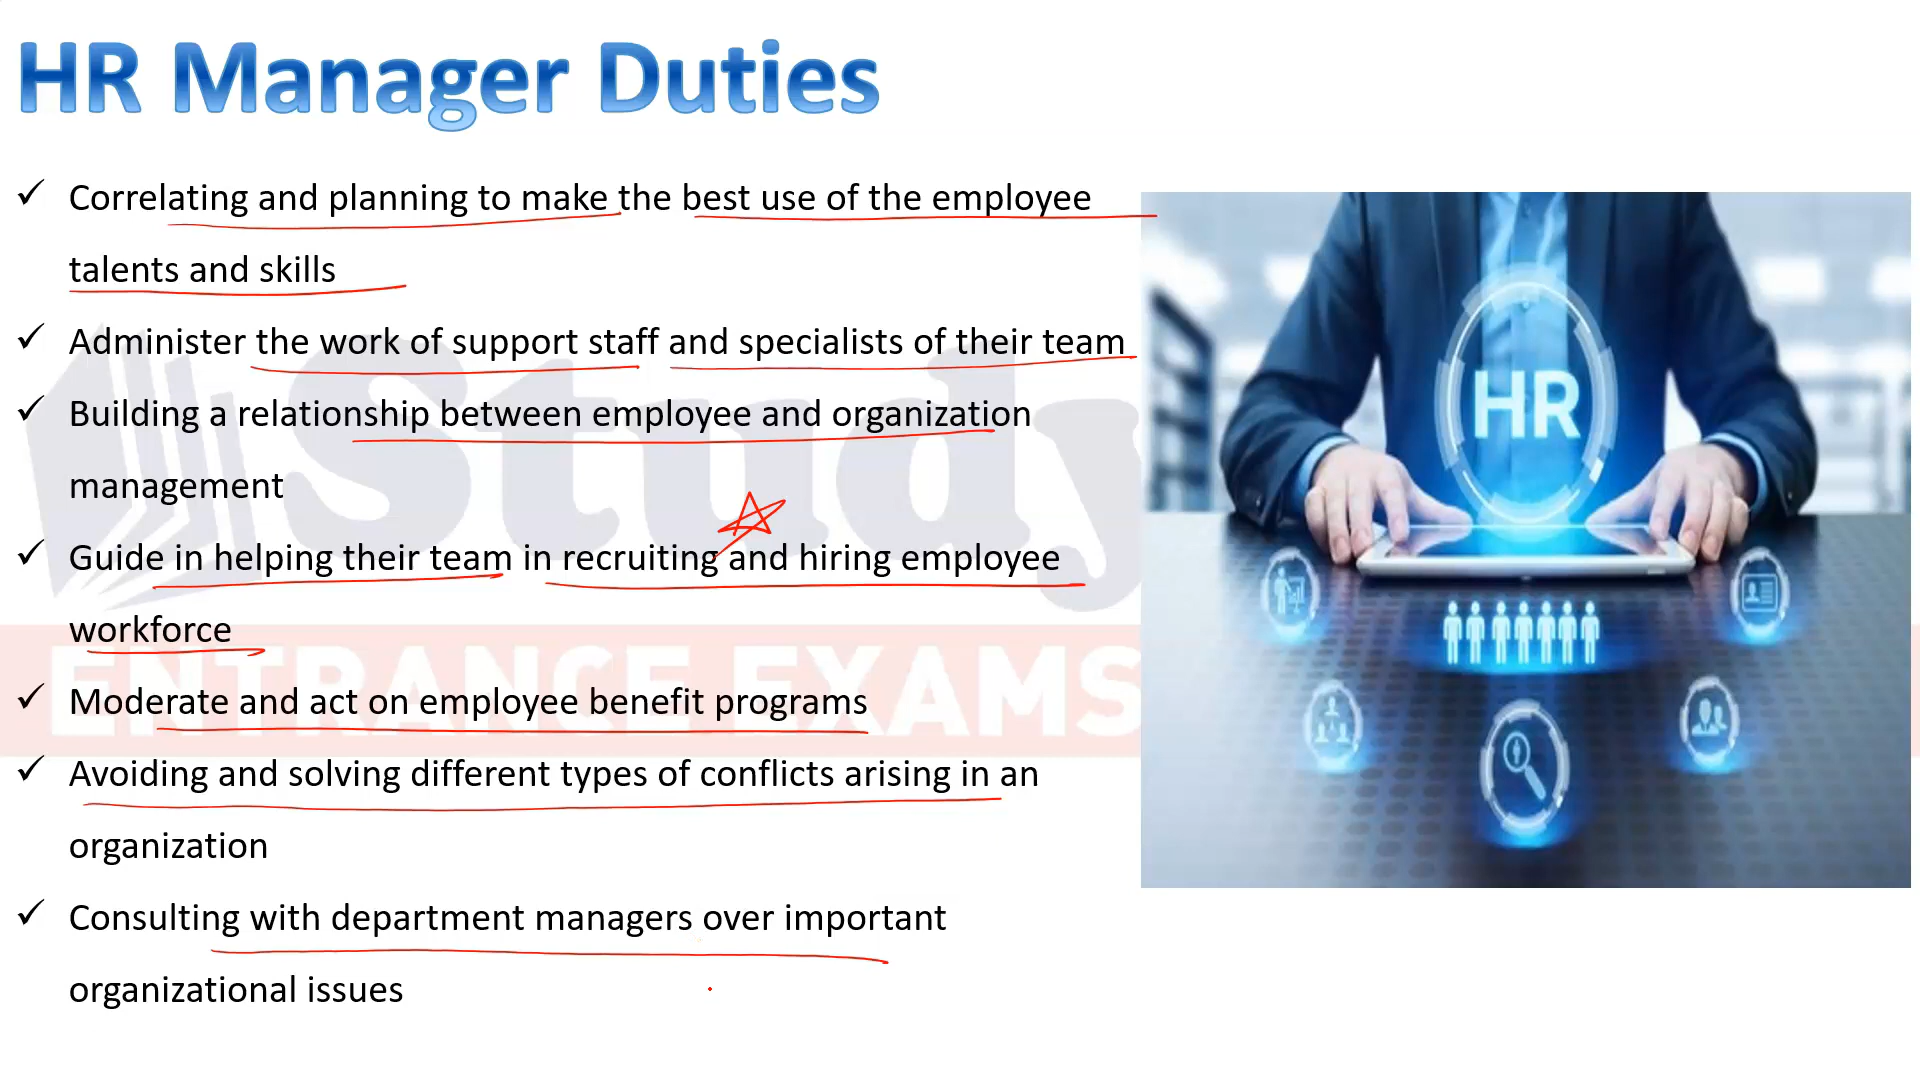 HR Manager Duties
✓ Correlating and planning to make the best use of the employee
talents and skills
✓ Administer the work of support staff and specialists of their team
✓ Building a relationship between employee and organization
management
✓ Guide in helping their team in recruiting and hiring employee
workforce
✓ Moderate and act on employee benefit programs
✓ Avoiding and solving different types of conflicts arising in an
organization
✓ Consulting with department managers over important
organizational issues
HR
Study
ENTRANCE EXAMS